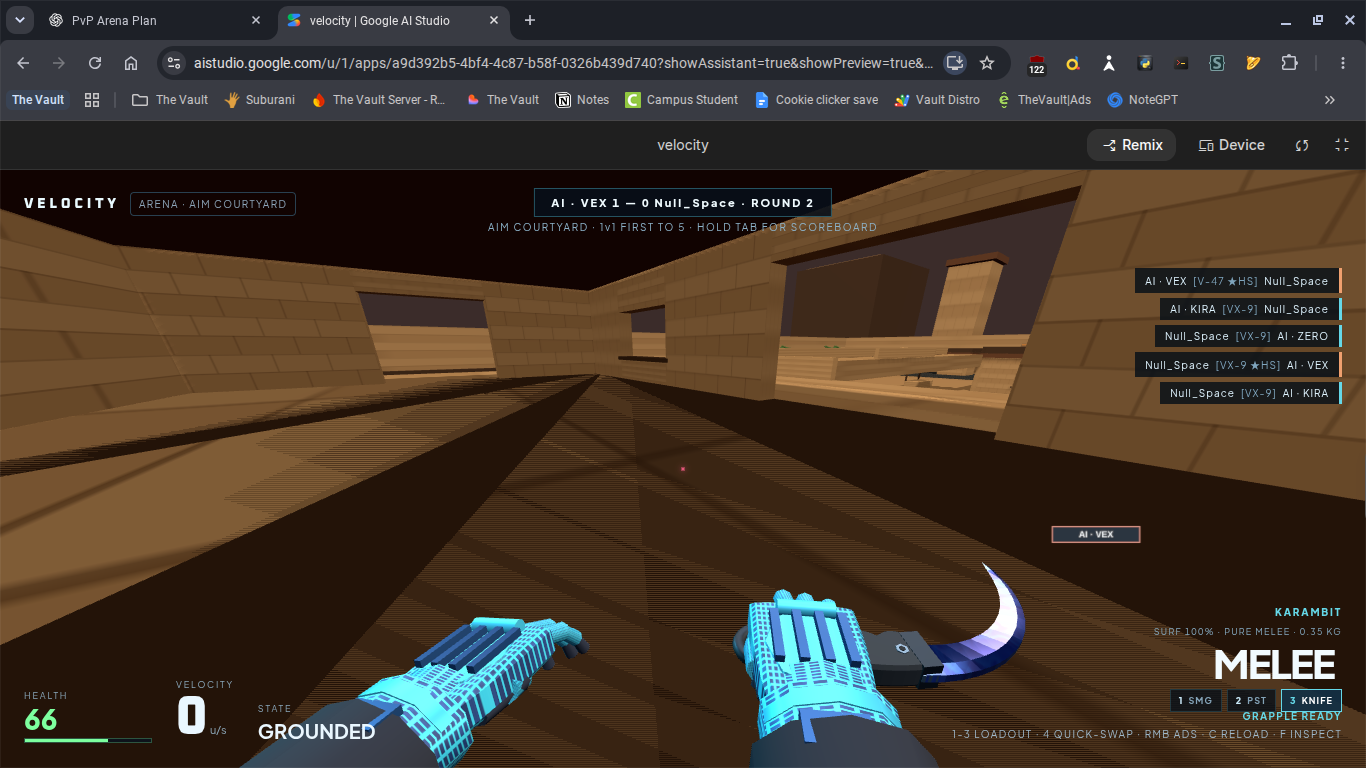 PvP Arena Plan
velocity | Google AI Studio
aistudio.google.com/u/1/apps/a9d392b5-4bf4-4c87-b58f-0326b439d740?showAssistant=true&showPreview=true&...
122
The Vault
The Vault
Suburani
The Vault Server - R...
The Vault
Notes
Campus Student
Cookie clicker save
Vault Distro
TheVault|Ads
NoteGPT
velocity
Remix
Device
VELOCITY
ARENA · AIM COURTYARD
AI · VEX 1 — 0 Null_Space · ROUND 2
AIM COURTYARD · 1v1 FIRST TO 5 · HOLD TAB FOR SCOREBOARD
AI · VEX [V-47 ★HS] Null_Space
AI · KIRA [VX-9] Null_Space
Null_Space [VX-9] AI · ZERO
Null_Space [VX-9 ★HS] AI · VEX
Null_Space [VX-9] AI · KIRA
AI · VEX
KARAMBIT
SURF 100% · PURE MELEE · 0.35 KG
MELEE
1 SMG
2 PST
3 KNIFE
GRAPPLE READY
1-3 LOADOUT · 4 QUICK-SWAP · RMB ADS · C RELOAD · F INSPECT
HEALTH
66
VELOCITY
0 u/s
STATE
GROUNDED